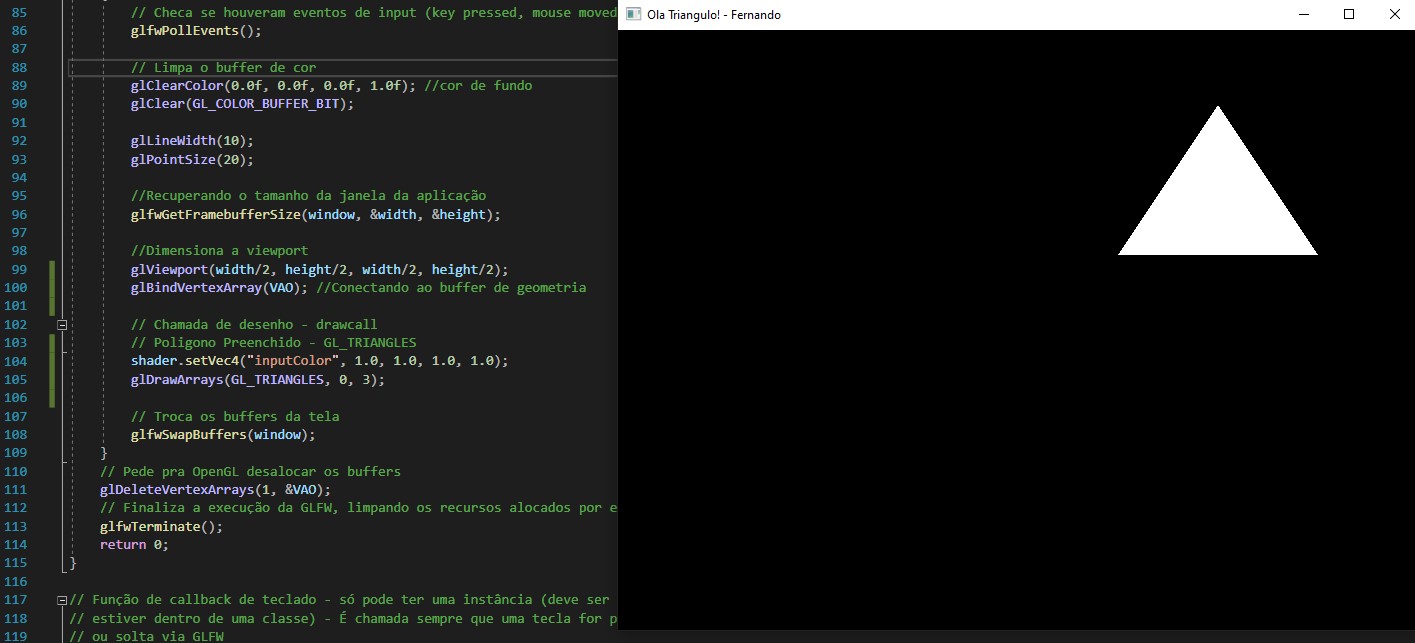 Ola Triangulo! - Fernando
85 // Checa se houveram eventos de input (key pressed, mouse moved
86 glfwPollEvents();
87
88 // Limpa o buffer de cor
89 glClearColor(0.0f, 0.0f, 0.0f, 1.0f); //cor de fundo
90 glClear(GL_COLOR_BUFFER_BIT);
91
92 glLineWidth(10);
93 glPointSize(20);
94
95 //Recuperando o tamanho da janela da aplicação
96 glfwGetFramebufferSize(window, &width, &height);
97
98 //Dimensiona a viewport
99 glViewport(width/2, height/2, width/2, height/2);
100 glBindVertexArray(VAO); //Conectando ao buffer de geometria
101
102 // Chamada de desenho - drawcall
103 // Poligono Preenchido - GL_TRIANGLES
104 shader.setVec4("inputColor", 1.0, 1.0, 1.0, 1.0);
105 glDrawArrays(GL_TRIANGLES, 0, 3);
106
107 // Troca os buffers da tela
108 glfwSwapBuffers(window);
109 }
110 // Pede pra OpenGL desalocar os buffers
111 glDeleteVertexArrays(1, &VAO);
112 // Finaliza a execução da GLFW, limpando os recursos alocados por e
113 glfwTerminate();
114 return 0;
115 }
116
117 // Função de callback de teclado - só pode ter uma instância (deve ser
118 // estiver dentro de uma classe) - É chamada sempre que uma tecla for p
119 // ou solta via GLFW